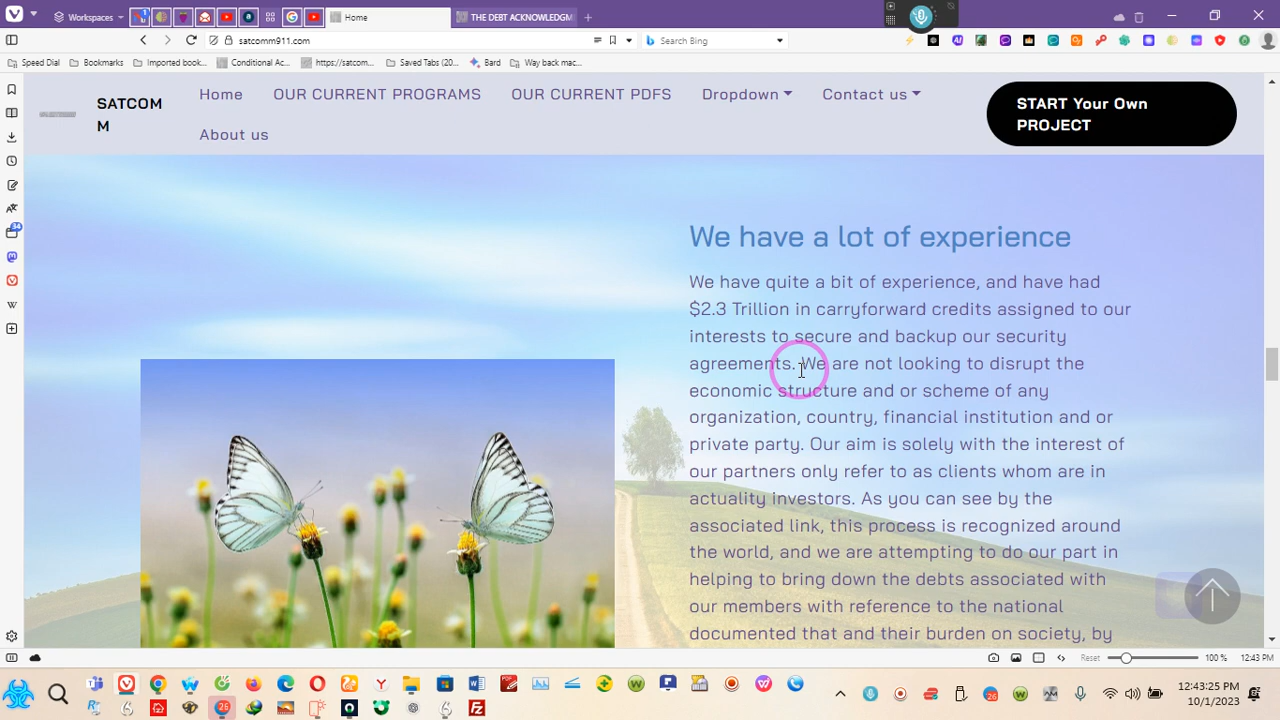 Workspaces
Home
THE DEBT ACKNOWLEDGM
satcomm911.com
Search Bing
Speed Dial
Bookmarks
Imported book...
Conditional Ac...
https://satcom...
Saved Tabs (20...
Bard
Way back mac...
SATCOM
M
Home
OUR CURRENT PROGRAMS
OUR CURRENT PDFS
Dropdown
Contact us
About us
START Your Own
PROJECT
We have a lot of experience
We have quite a bit of experience, and have had
$2.3 Trillion in carryforward credits assigned to our
interests to secure and backup our security
agreements. We are not looking to disrupt the
economic structure and or scheme of any
organization, country, financial institution and or
private party. Our aim is solely with the interest of
our partners only refer to as clients whom are in
actuality investors. As you can see by the
associated link, this process is recognized around
the world, and we are attempting to do our part in
helping to bring down the debts associated with
our members with reference to the national
documented that and their burden on society, by
Reset
100 %
12:43 PM
12:43:25 PM
10/1/2023